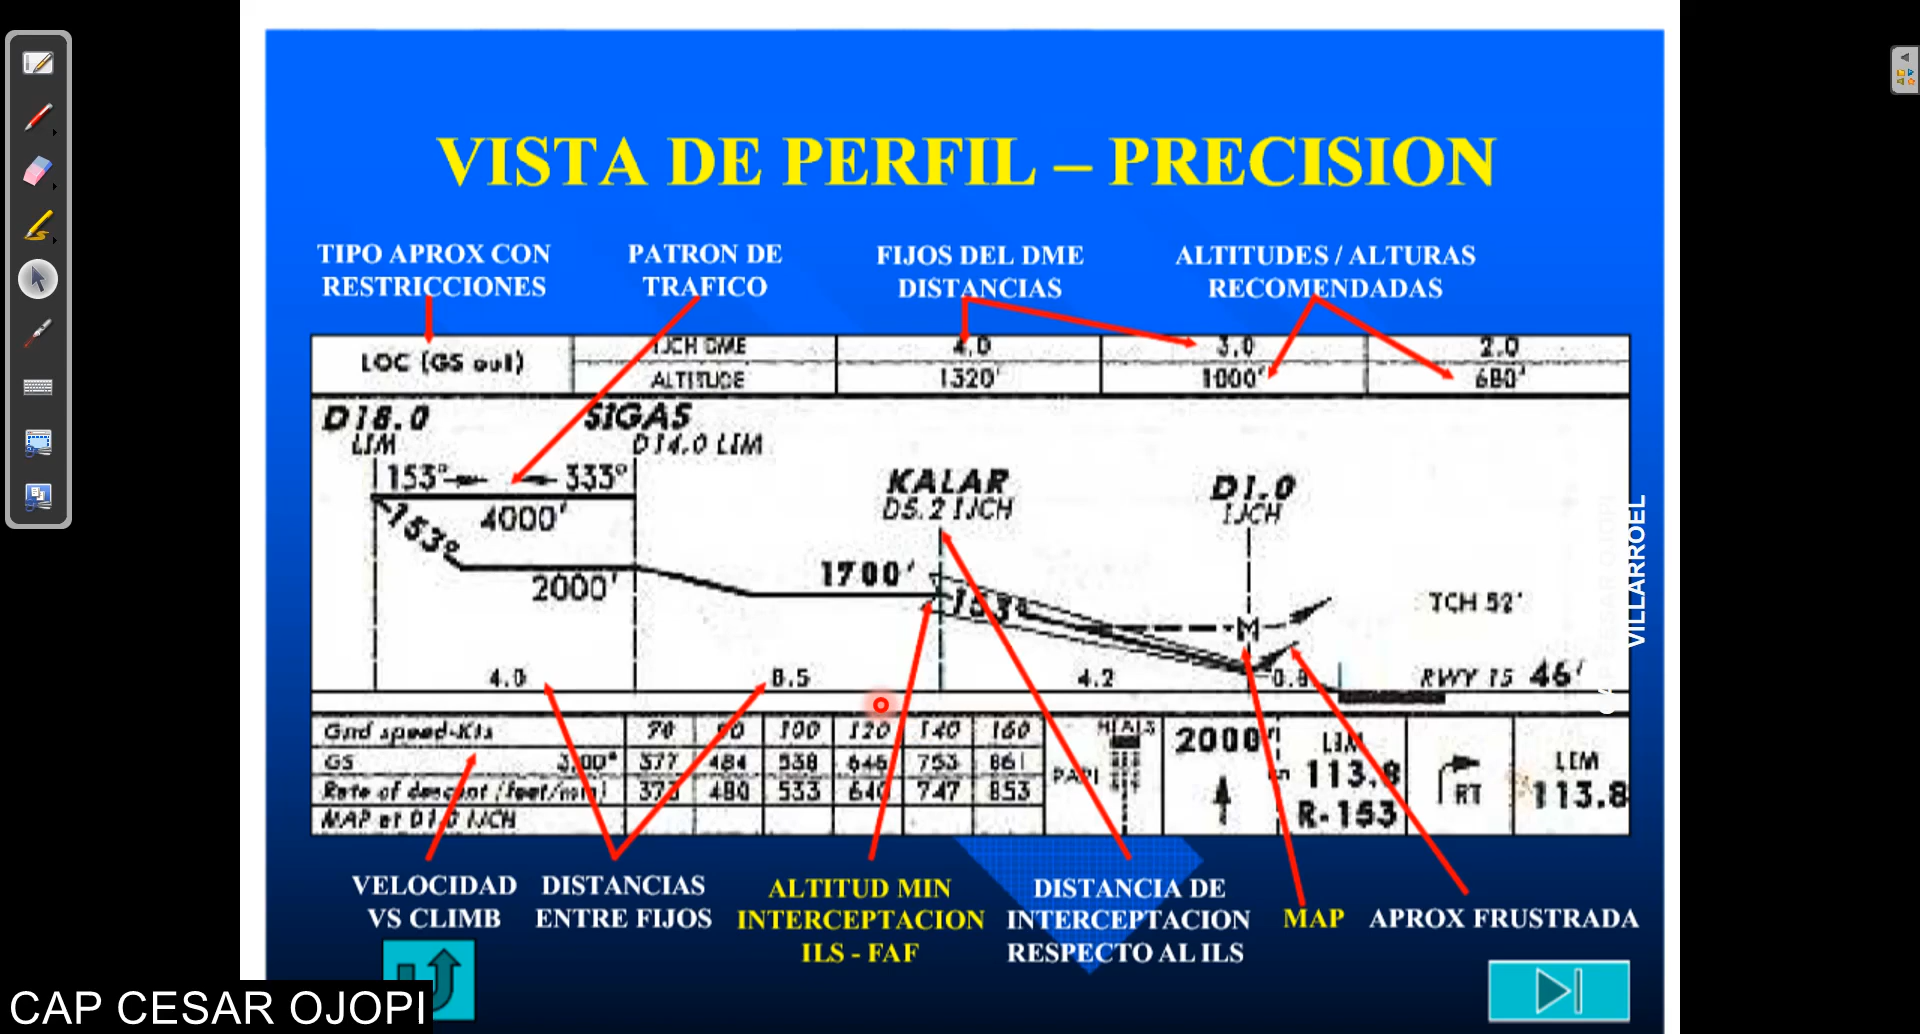 VISTA DE PERFIL – PRECISION
TIPO APROX CON
RESTRICCIONES
PATRON DE
TRAFICO
FIJOS DEL DME
DISTANCIAS
ALTITUDES / ALTURAS
RECOMENDADAS
LOC (GS out)
IJCH DME 4.0 3.0 2.0
ALTITUDE 1320' 1000' 680'
D18.0
LIM
SIGAS
D14.0 LIM
153° 333°
4000'
153°
2000'
KALAR
D5.2 IJCH
D1.0
IJCH
1700'
153°
M
TCH 52'
4.0 8.5 4.2 0.8
RWY 15 46'
Gnd speed-Kts 70 90 100 120 140 160
GS 3.00° 377 484 538 646 753 861
Rate of descent (feet/min) 373 480 533 640 747 853
MAP at D1.0 IJCH
PAPI
2000'
LIM
113.8
R-153
RT
LIM
113.8
VELOCIDAD
VS CLIMB
DISTANCIAS
ENTRE FIJOS
ALTITUD MIN
INTERCEPTACION
ILS - FAF
DISTANCIA DE
INTERCEPTACION
RESPECTO AL ILS
MAP
APROX FRUSTRADA
VILLARROEL
CAP CESAR OJOPI